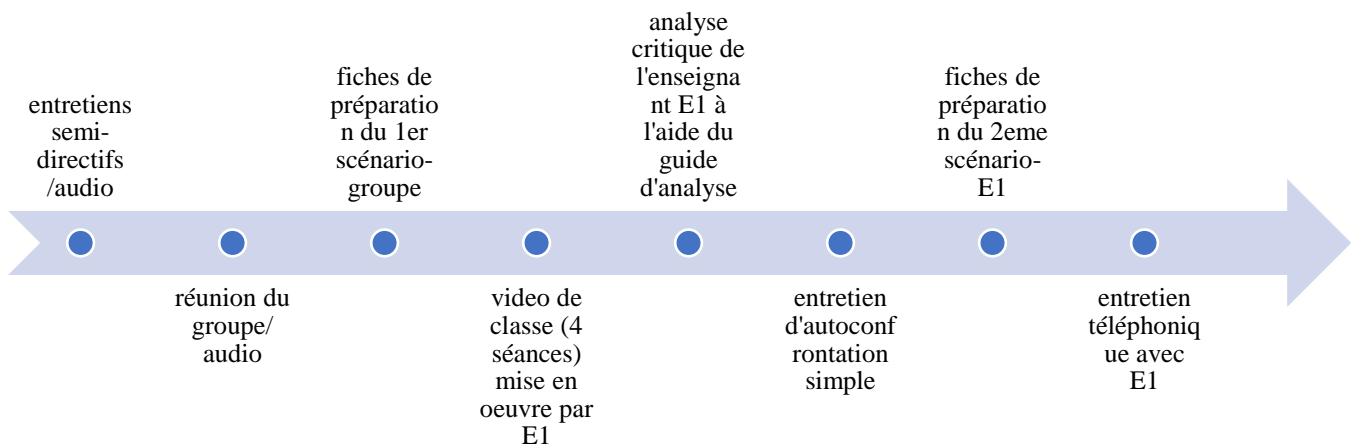 entretiens
semi-
directifs
/audio
réunion du
groupe/
audio
fiches de
préparatio
n du 1er
scénario-
groupe
video de
classe (4
séances)
mise en
oeuvre par
E1
analyse
critique de
l'enseigna
nt E1 à
l'aide du
guide
d'analyse
entretien
d'autoconf
rontation
simple
fiches de
préparatio
n du 2eme
scénario-
E1
entretien
téléphoniq
ue avec
E1